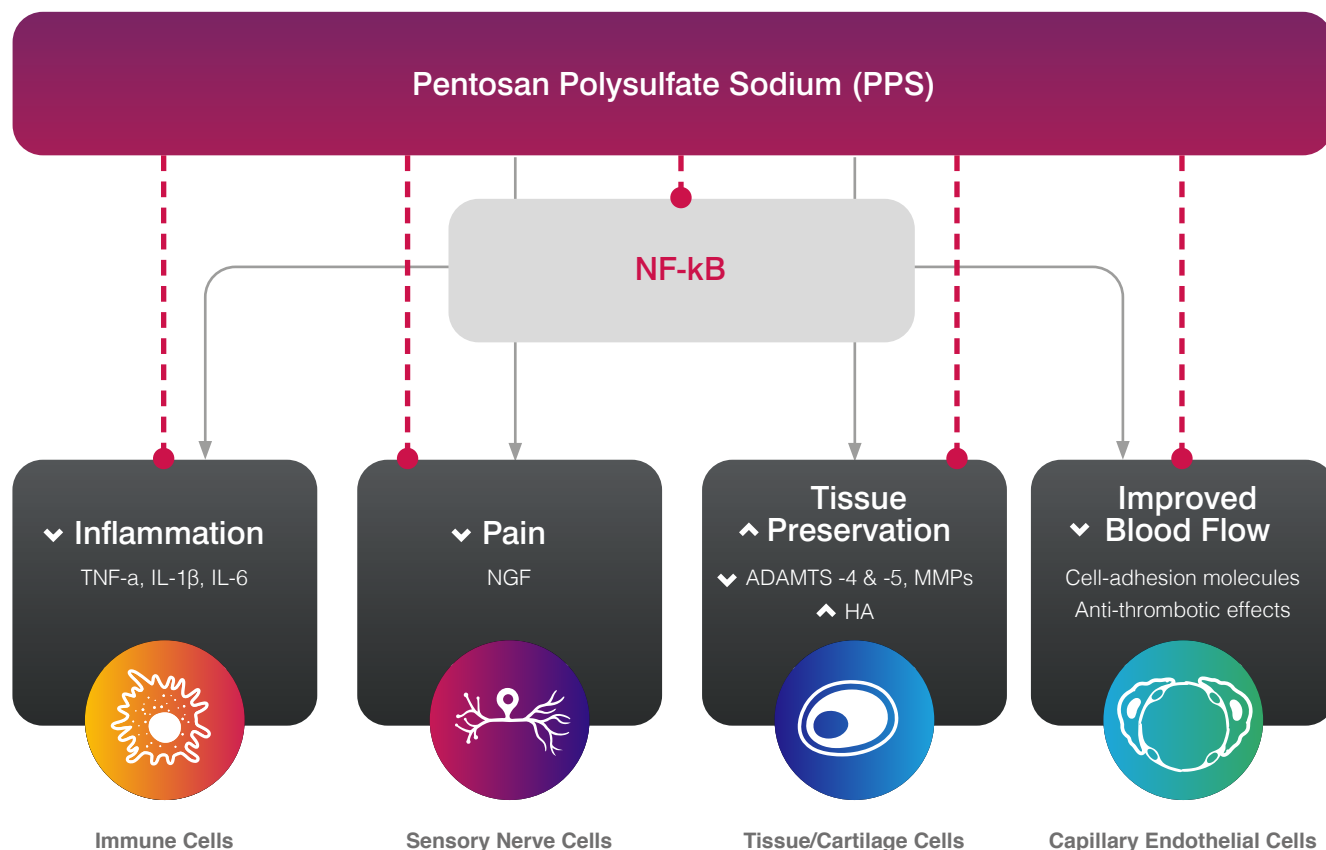 Pentosan Polysulfate Sodium (PPS)
NF-kB
Inflammation
TNF-a, IL-1β, IL-6
Immune Cells
Pain
NGF
Sensory Nerve Cells
Tissue
Preservation
ADAMTS -4 & -5, MMPs
HA
Tissue/Cartilage Cells
Improved
Blood Flow
Cell-adhesion molecules
Anti-thrombotic effects
Capillary Endothelial Cells